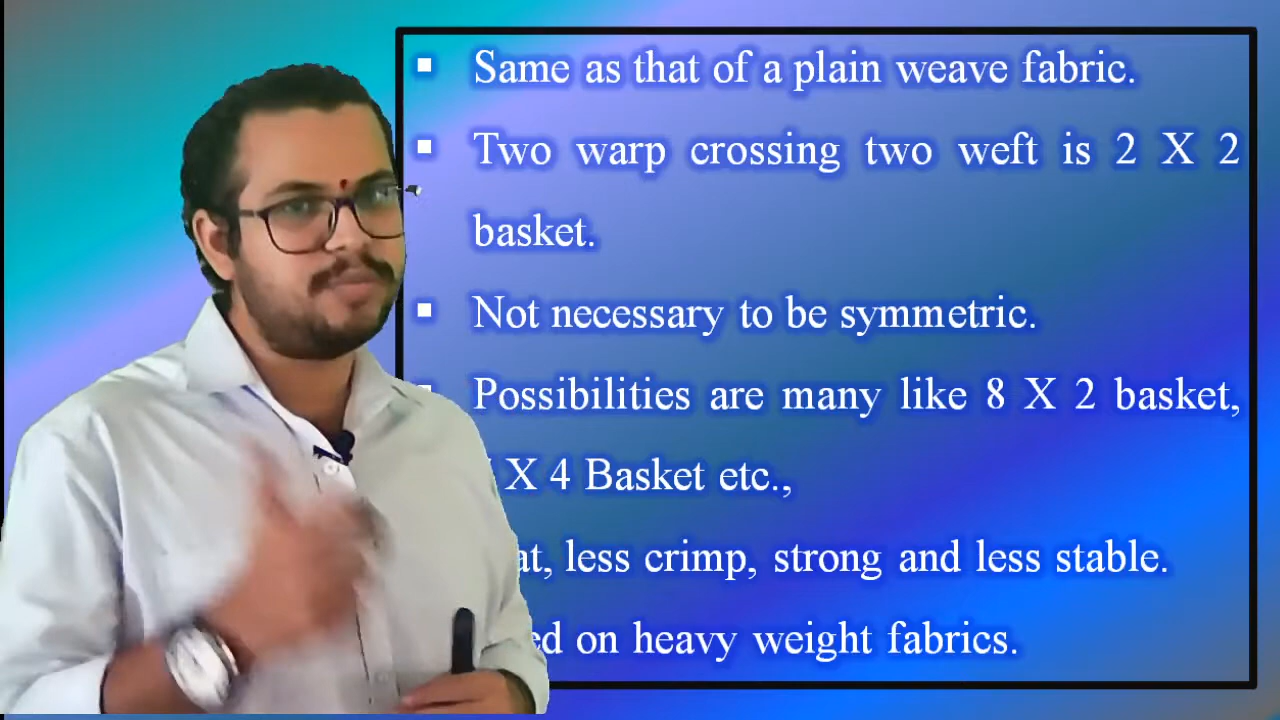 Same as that of a plain weave fabric.
Two warp crossing two weft is 2 X 2
basket.
Not necessary to be symmetric.
Possibilities are many like 8 X 2 basket,
X 4 Basket etc.,
less crimp, strong and less stable.
on heavy weight fabrics.